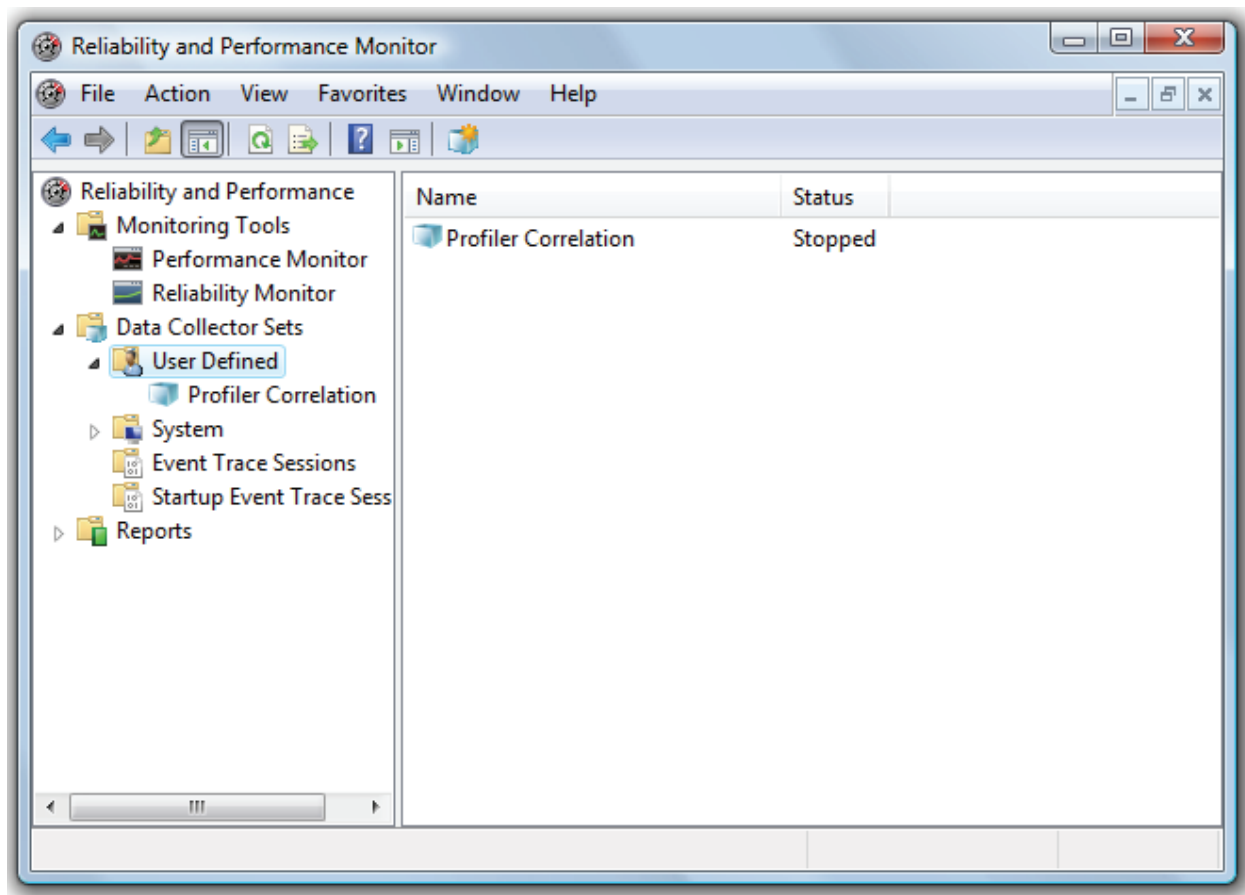 Reliability and Performance Monitor
File Action View Favorites Window Help
Reliability and Performance
Monitoring Tools
Performance Monitor
Reliability Monitor
Data Collector Sets
User Defined
Profiler Correlation
System
Event Trace Sessions
Startup Event Trace Sess
Reports
Name Status
Profiler Correlation Stopped